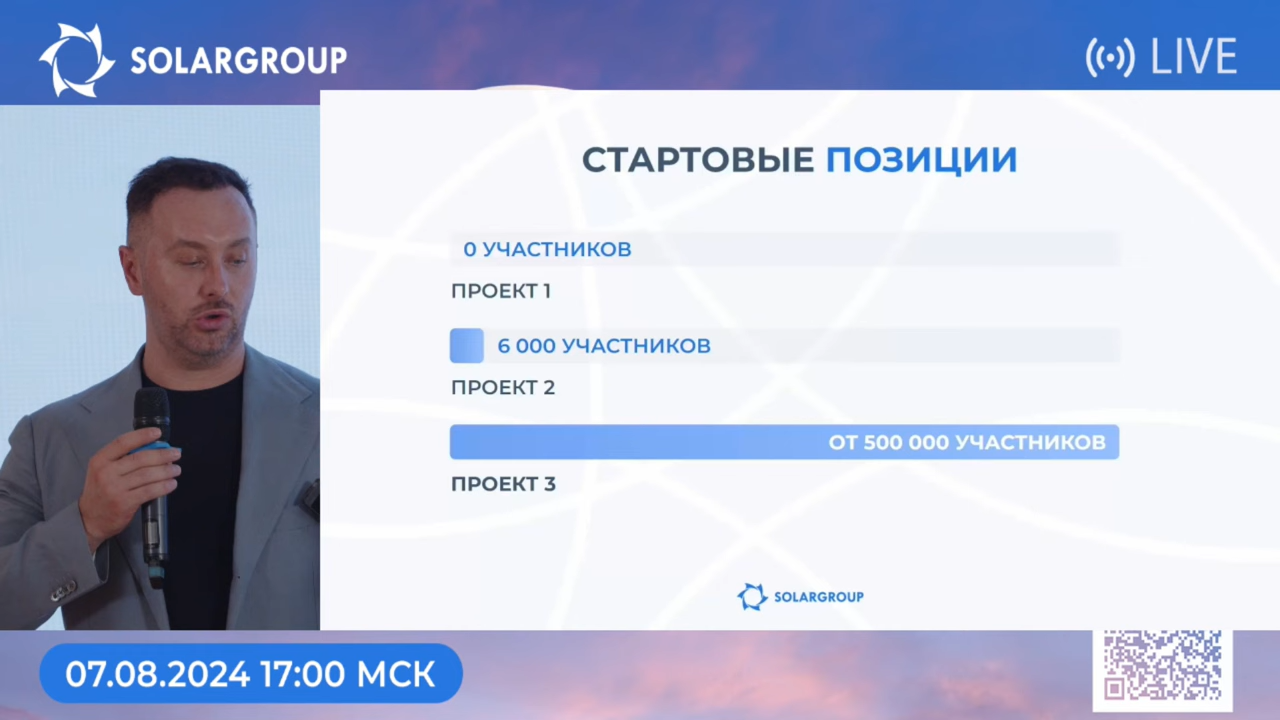 SOLARGROUP
LIVE
СТАРТОВЫЕ ПОЗИЦИИ
0 УЧАСТНИКОВ
ПРОЕКТ 1
6 000 УЧАСТНИКОВ
ПРОЕКТ 2
ОТ 500 000 УЧАСТНИКОВ
ПРОЕКТ 3
SOLARGROUP
07.08.2024 17:00 МСК